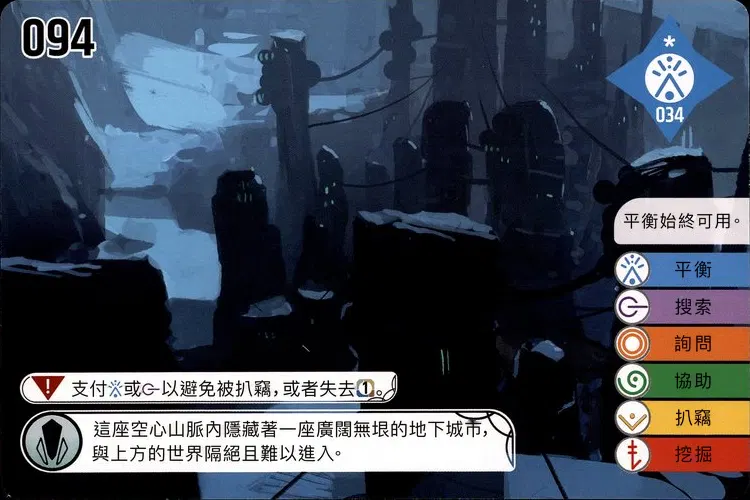 094
*
034
平衡始終可用。
平衡
搜索
詢問
協助
扒竊
挖掘
! 支付或以避免被扒竊，或者失去1。
這座空心山脈內隱藏著一座廣闊無垠的地下城市，
與上方的世界隔絕且難以進入。